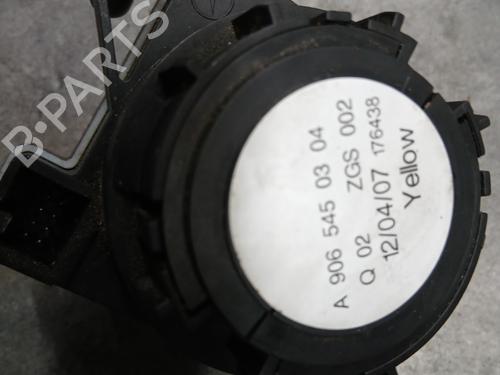 A 906 545 03 04
Q 02 ZGS 002
12/04/07 176438
Yellow
B-PARTS